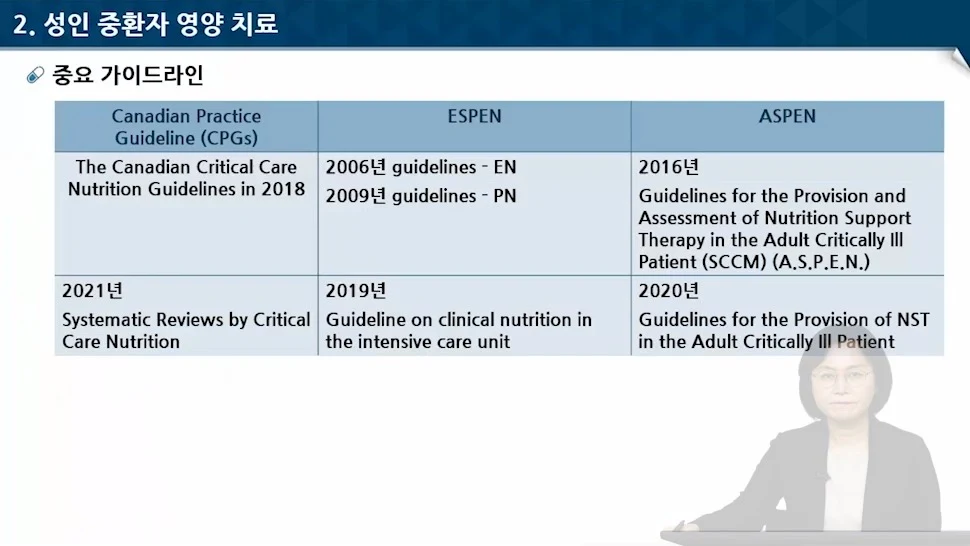 2. 성인 중환자 영양 치료
중요 가이드라인
Canadian Practice
Guideline (CPGs)
ESPEN
ASPEN
The Canadian Critical Care
Nutrition Guidelines in 2018
2006년 guidelines - EN
2009년 guidelines - PN
2016년
Guidelines for the Provision and
Assessment of Nutrition Support
Therapy in the Adult Critically Ill
Patient (SCCM) (A.S.P.E.N.)
2021년
Systematic Reviews by Critical
Care Nutrition
2019년
Guideline on clinical nutrition in
the intensive care unit
2020년
Guidelines for the Provision of NST
in the Adult Critically Ill Patient